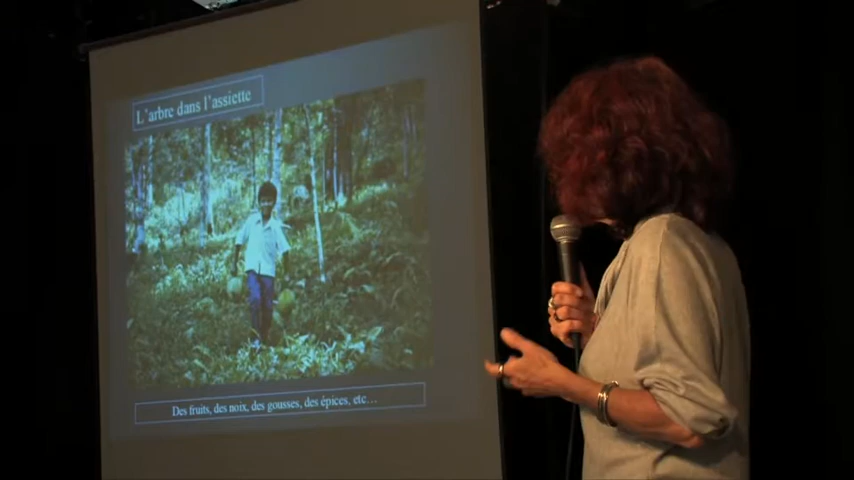 L'arbre dans l'assiette
Des fruits, des noix, des gousses, des épices, etc…